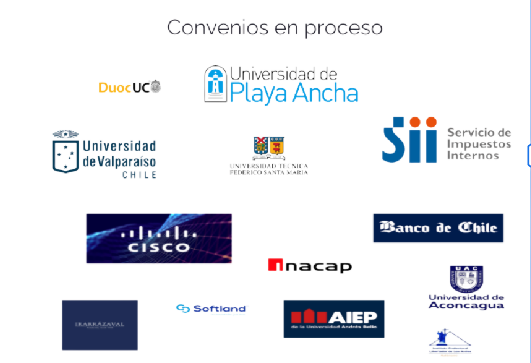 Convenios en proceso
Duoc UC
Universidad de
Playa Ancha
Universidad
de Valparaíso
CHILE
UNIVERSIDAD TECNICA
FEDERICO SANTA MARIA
Sii
Servicio de
Impuestos
Internos
CISCO
Banco de Chile
inacap
UAC
Universidad de
Aconcagua
IRARRAZAVAL
Softland
AIEP
de la Universidad Andrés Bello